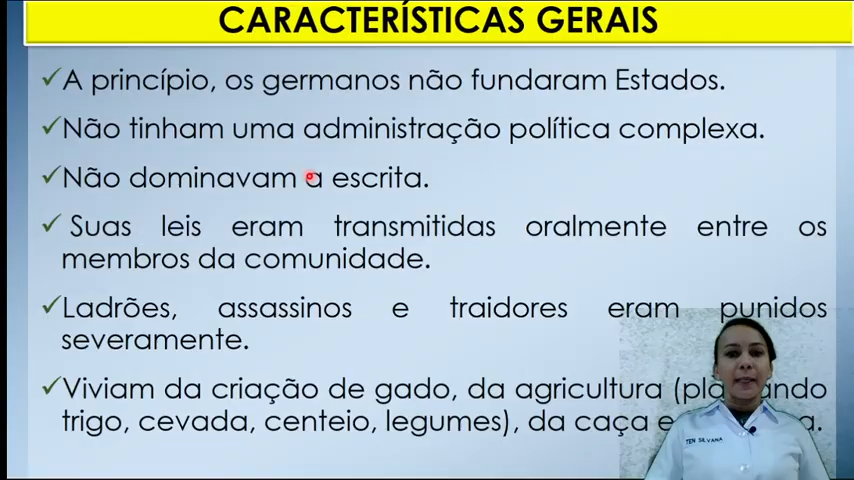 CARACTERÍSTICAS GERAIS
A princípio, os germanos não fundaram Estados.
Não tinham uma administração política complexa.
Não dominavam a escrita.
Suas leis eram transmitidas oralmente entre os
membros da comunidade.
Ladrões, assassinos e traidores eram punidos
severamente.
Viviam da criação de gado, da agricultura
trigo, cevada, centeio, legumes), da caça e
TEN SILVANA